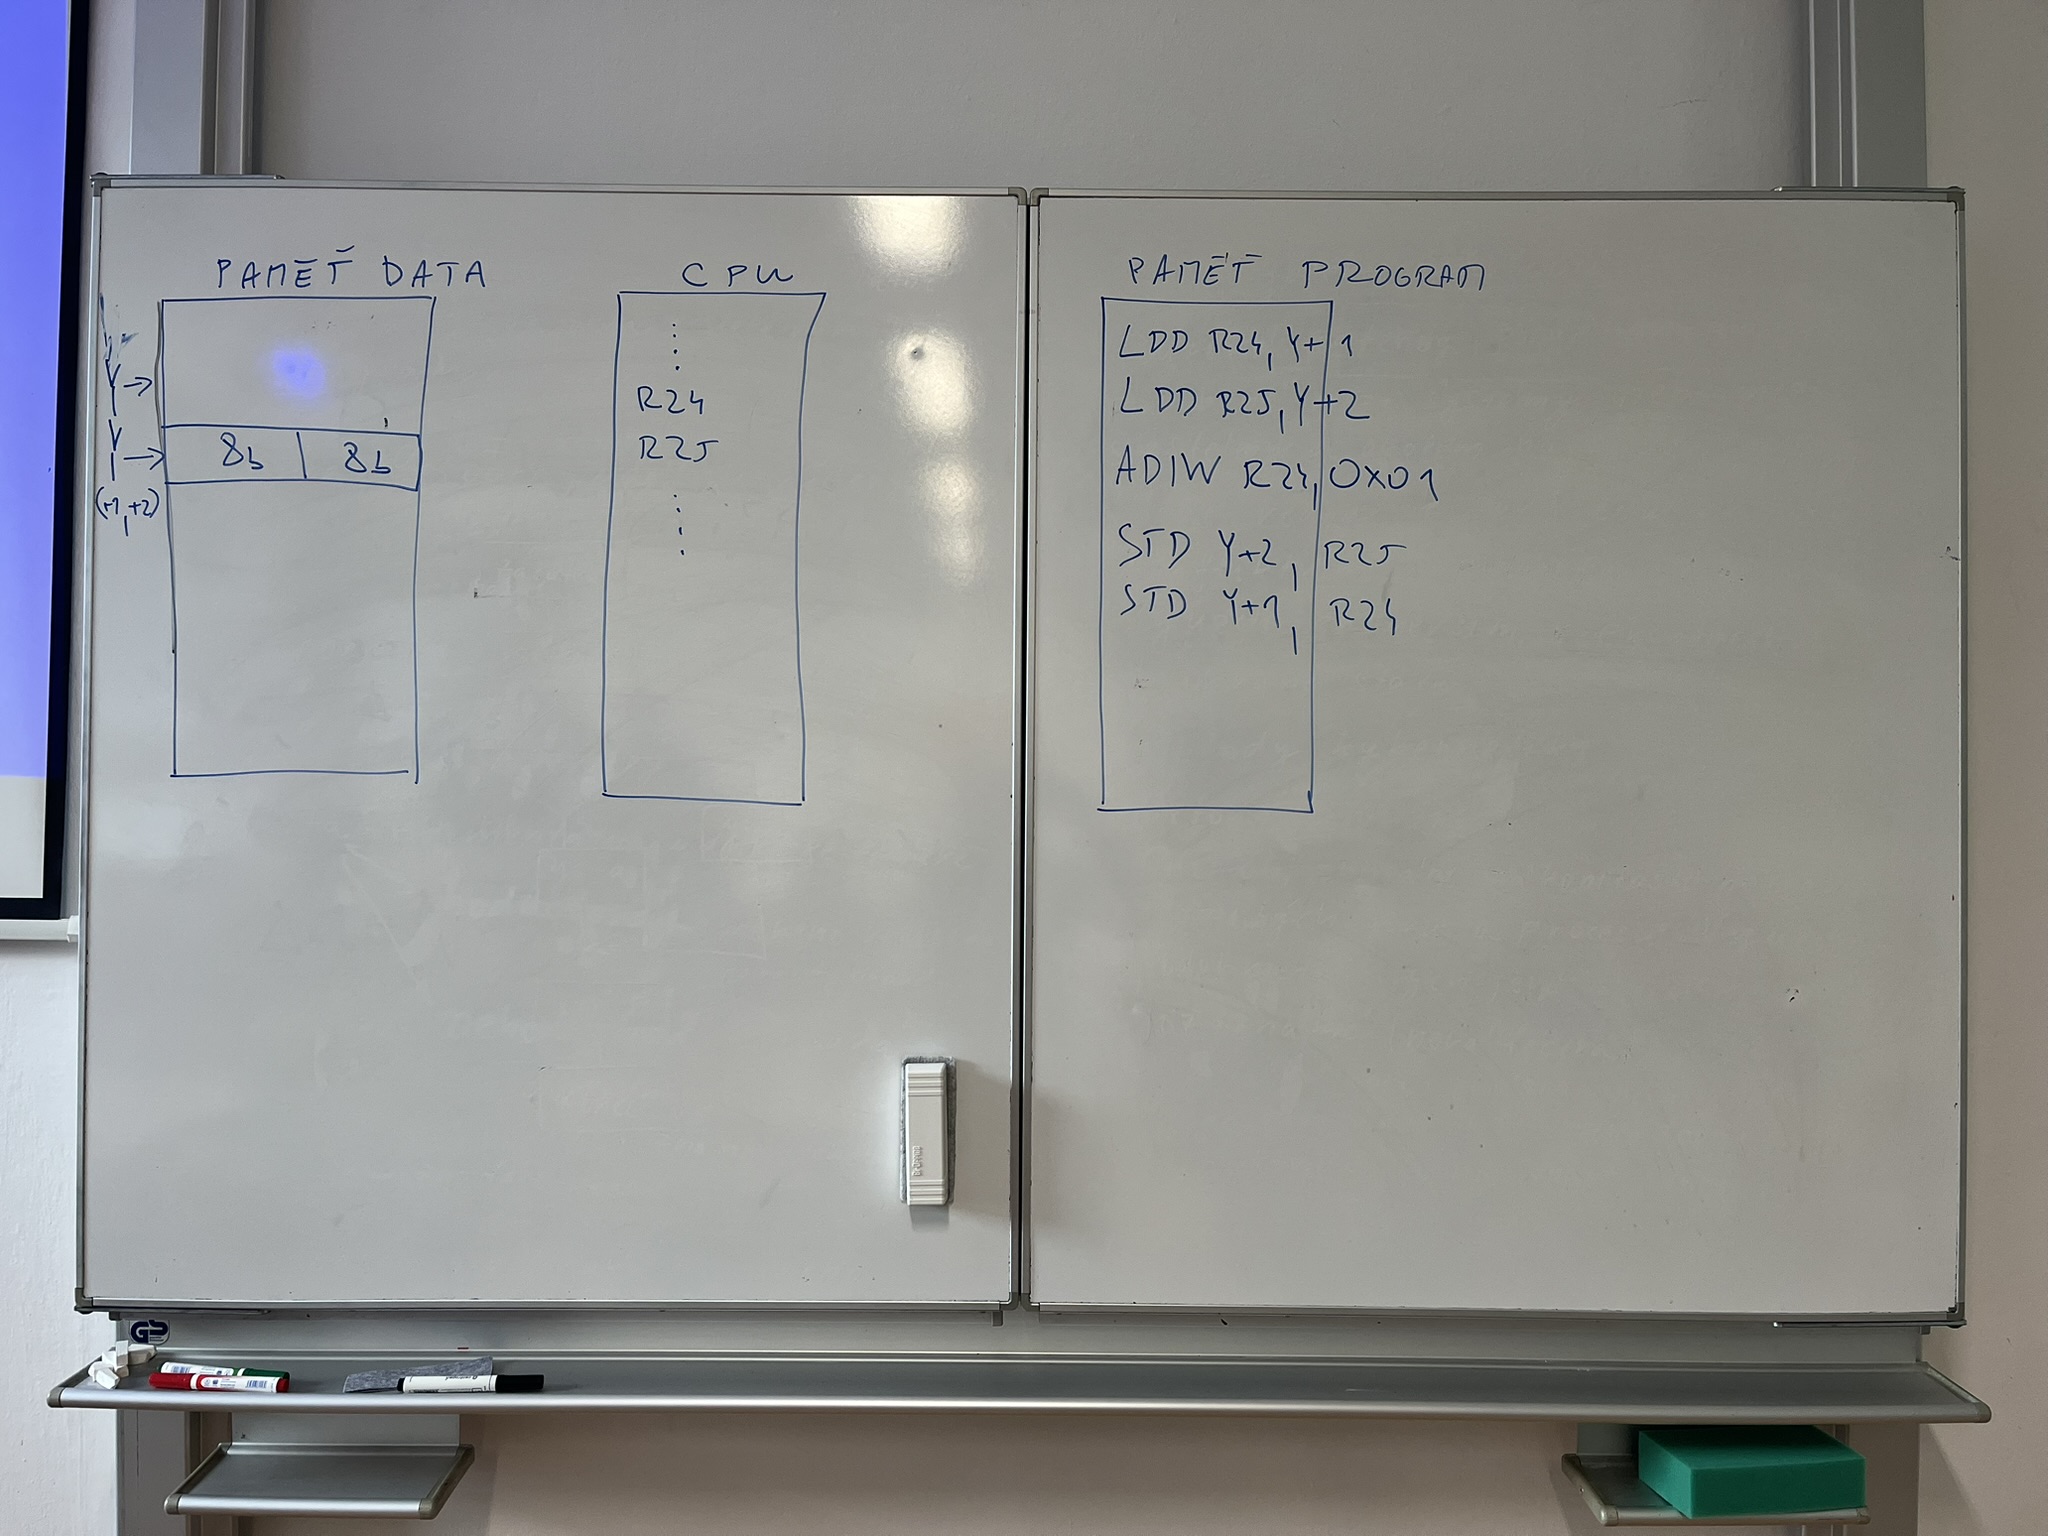 PAMĚŤ DATA
Y→
Y→
(+1, +2)
8b | 8b
CPU
R24
R25
PAMĚŤ PROGRAM
LDD R24, Y+1
LDD R25, Y+2
ADIW R24, 0x01
STD Y+2, R25
STD Y+1, R24